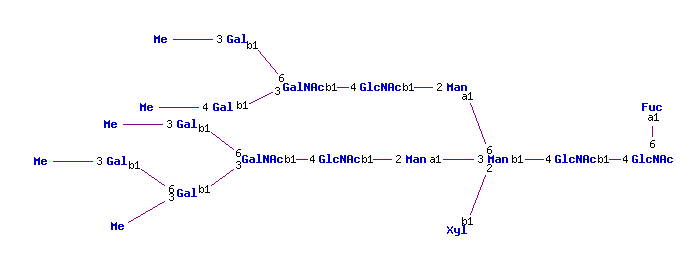 Me 3 Gal b1
6 GalNAc b1 4 GlcNAc b1 2 Man
3
Me 4 Gal b1 a1 Fuc
Me 3 Gal b1 a1
6 6 6
Me 3 Gal b1 3 GalNAc b1 4 GlcNAc b1 2 Man a1 3 Man b1 4 GlcNAc b1 4 GlcNAc
2
6
3 Gal b1
Me b1
Xyl